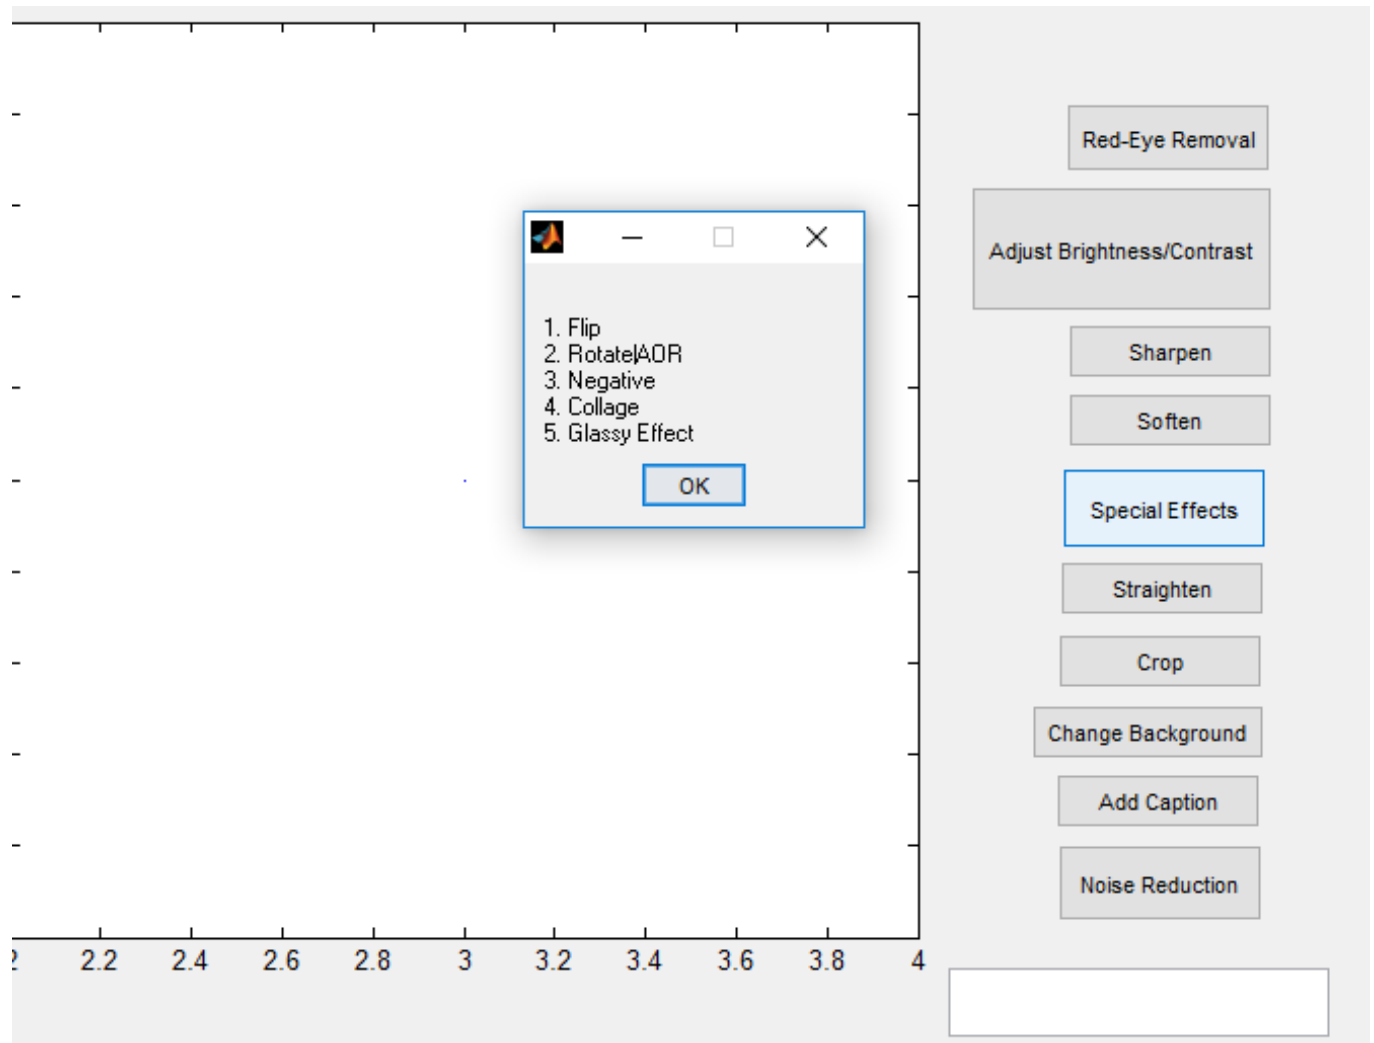 Red-Eye Removal
Adjust Brightness/Contrast
1. Flip
2. Rotate|AOR
3. Negative
4. Collage
5. Glassy Effect
OK
Sharpen
Soften
Special Effects
Straighten
Crop
Change Background
Add Caption
Noise Reduction
2.2 2.4 2.6 2.8 3 3.2 3.4 3.6 3.8 4